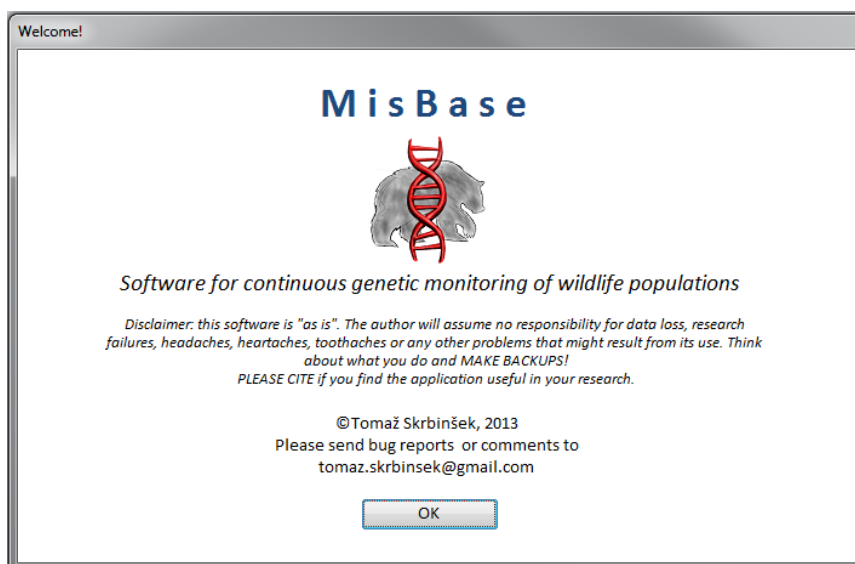 Welcome!
M i s B a s e
Software for continuous genetic monitoring of wildlife populations
Disclaimer: this software is "as is". The author will assume no responsibility for data loss, research
failures, headaches, heartaches, toothaches or any other problems that might result from its use. Think
about what you do and MAKE BACKUPS!
PLEASE CITE if you find the application useful in your research.
©Tomaž Skrbinšek, 2013
Please send bug reports  or comments to
tomaz.skrbinsek@gmail.com
OK